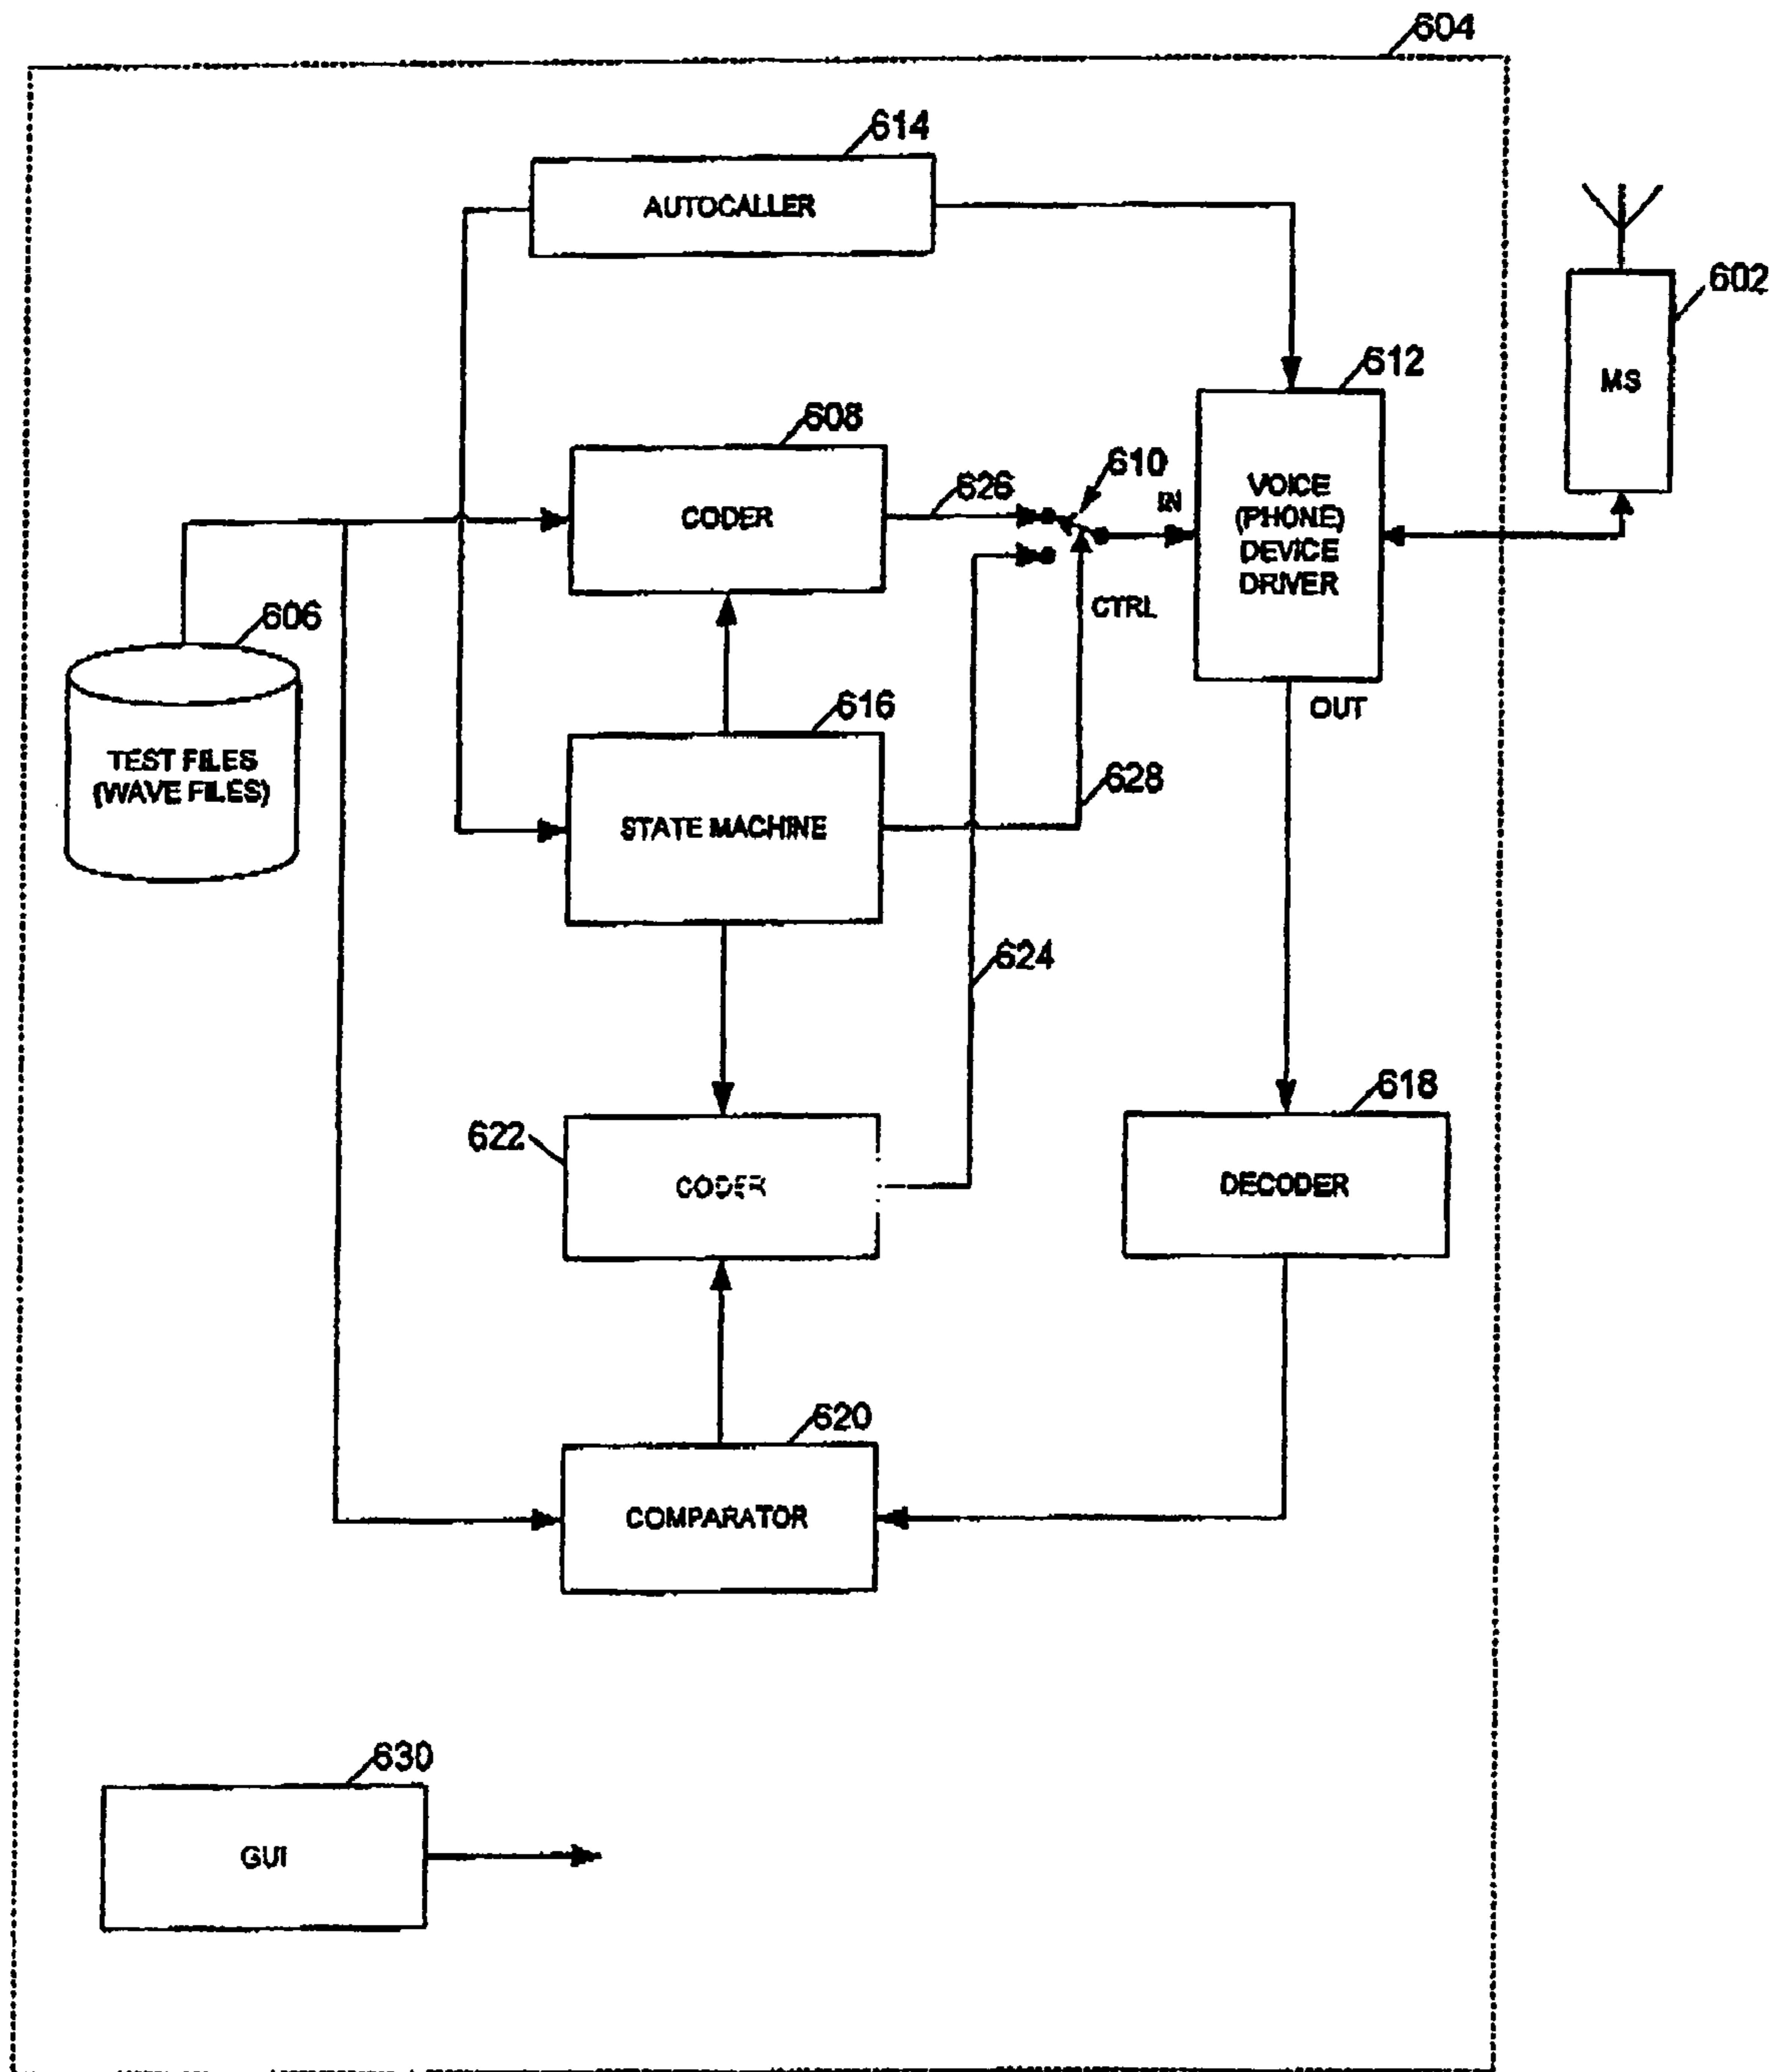 604
614
AUTOCALLER
602
MS
612
608
610
626
IN
CODER
VOICE
(PHONE)
DEVICE
DRIVER
CTRL
606
OUT
616
TEST FILES
(WAVE FILES)
628
STATE MACHINE
624
618
622
CODER
DECODER
620
COMPARATOR
630
GUI